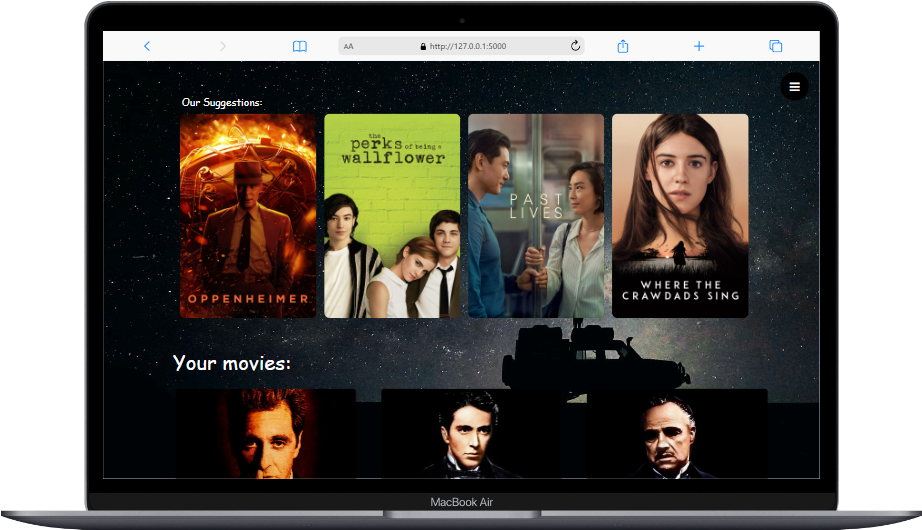 AA http://127.0.0.1:5000
Our Suggestions:
the
perks of being a
wallflower
PAST
LIVES
OPPENHEIMER
WHERE THE
CRAWDADS SING
Your movies:
MacBook Air